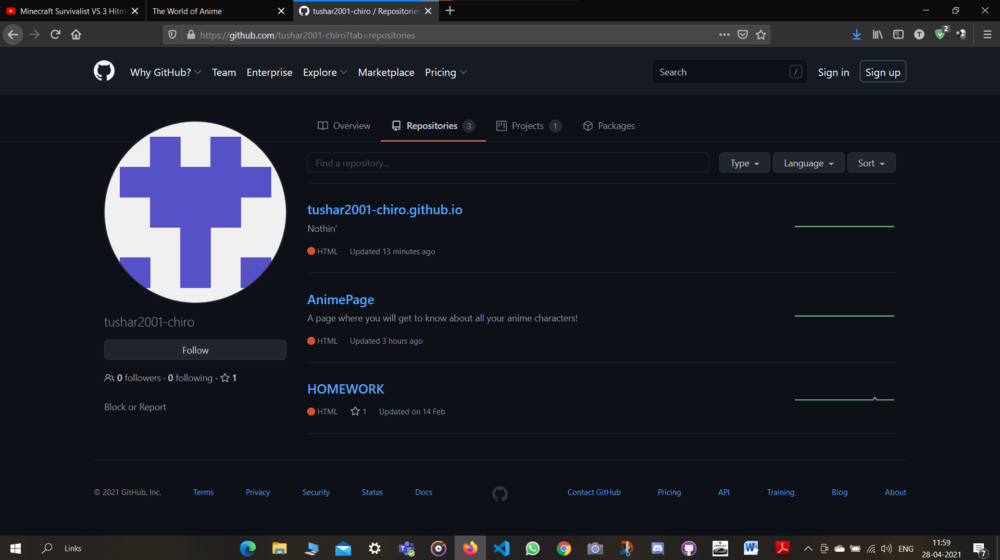 Minecraft Survivalist VS 3 Hitm
The World of Anime
tushar2001-chiro / Repositories
https://github.com/tushar2001-chiro?tab=repositories
T
2
Why GitHub?
Team
Enterprise
Explore
Marketplace
Pricing
Search
/
Sign in
Sign up
Overview
Repositories 3
Projects 1
Packages
Find a repository...
Type
Language
Sort
tushar2001-chiro.github.io
Nothin'
HTML Updated 13 minutes ago
AnimePage
A page where you will get to know about all your anime characters!
HTML Updated 3 hours ago
HOMEWORK
HTML 1 Updated on 14 Feb
tushar2001-chiro
Follow
0 followers · 0 following · 1
Block or Report
© 2021 GitHub, Inc.
Terms
Privacy
Security
Status
Docs
Contact GitHub
Pricing
API
Training
Blog
About
Links
ENG
11:59
28-04-2021
7